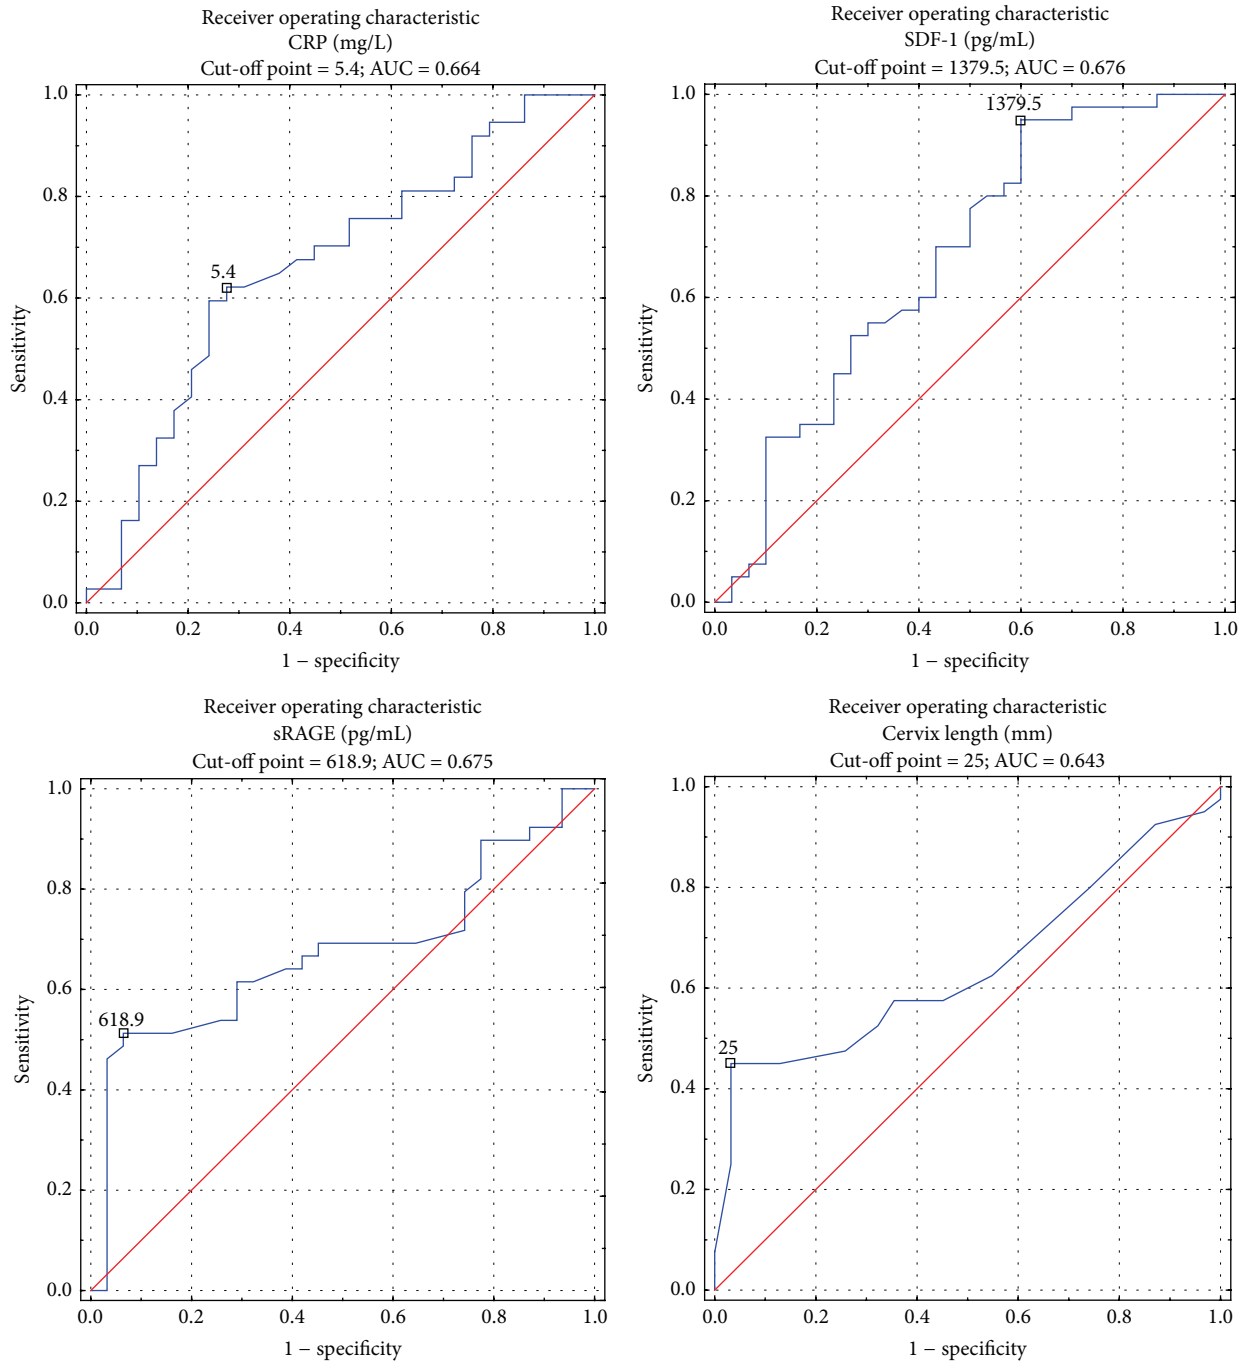 Receiver operating characteristic
CRP (mg/L)
Cut-off point = 5.4; AUC = 0.664
1.0
0.8
0.6
0.4
0.2
0.0
Sensitivity
5.4
0.0 0.2 0.4 0.6 0.8 1.0
1 − specificity
Receiver operating characteristic
SDF-1 (pg/mL)
Cut-off point = 1379.5; AUC = 0.676
1.0
0.8
0.6
0.4
0.2
0.0
Sensitivity
1379.5
0.0 0.2 0.4 0.6 0.8 1.0
1 − specificity
Receiver operating characteristic
sRAGE (pg/mL)
Cut-off point = 618.9; AUC = 0.675
1.0
0.8
0.6
0.4
0.2
0.0
Sensitivity
618.9
0.0 0.2 0.4 0.6 0.8 1.0
1 − specificity
Receiver operating characteristic
Cervix length (mm)
Cut-off point = 25; AUC = 0.643
1.0
0.8
0.6
0.4
0.2
0.0
Sensitivity
25
0.0 0.2 0.4 0.6 0.8 1.0
1 − specificity